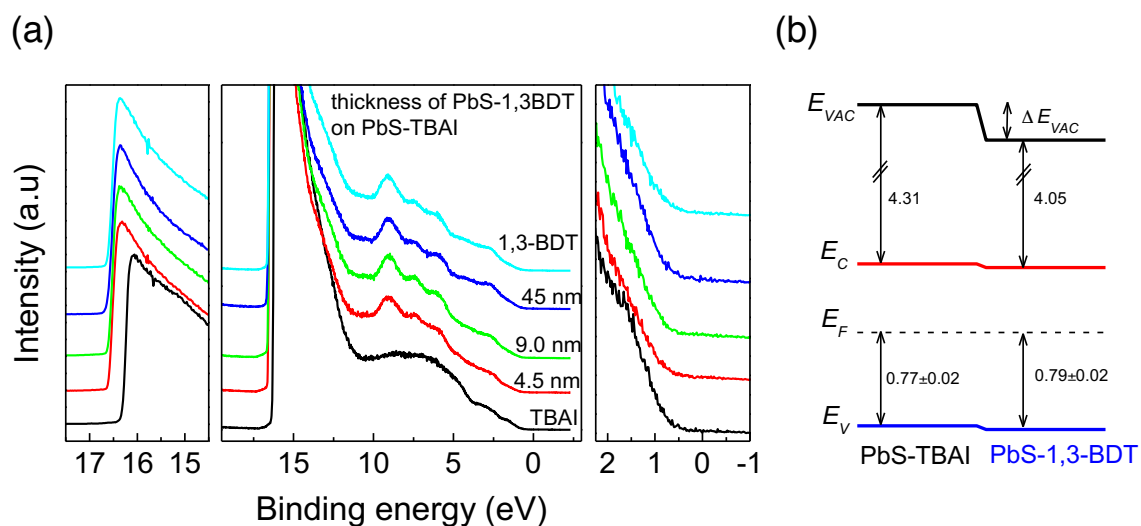 (a)
Intensity (a.u)
17 16 15
thickness of PbS-1,3BDT
on PbS-TBAI
1,3-BDT
45 nm
9.0 nm
4.5 nm
TBAI
15 10 5 0
2 1 0 -1
Binding energy (eV)
(b)
E_VAC
Δ E_VAC
4.31
4.05
E_C
E_F
0.77±0.02
0.79±0.02
E_V
PbS-TBAI
PbS-1,3-BDT